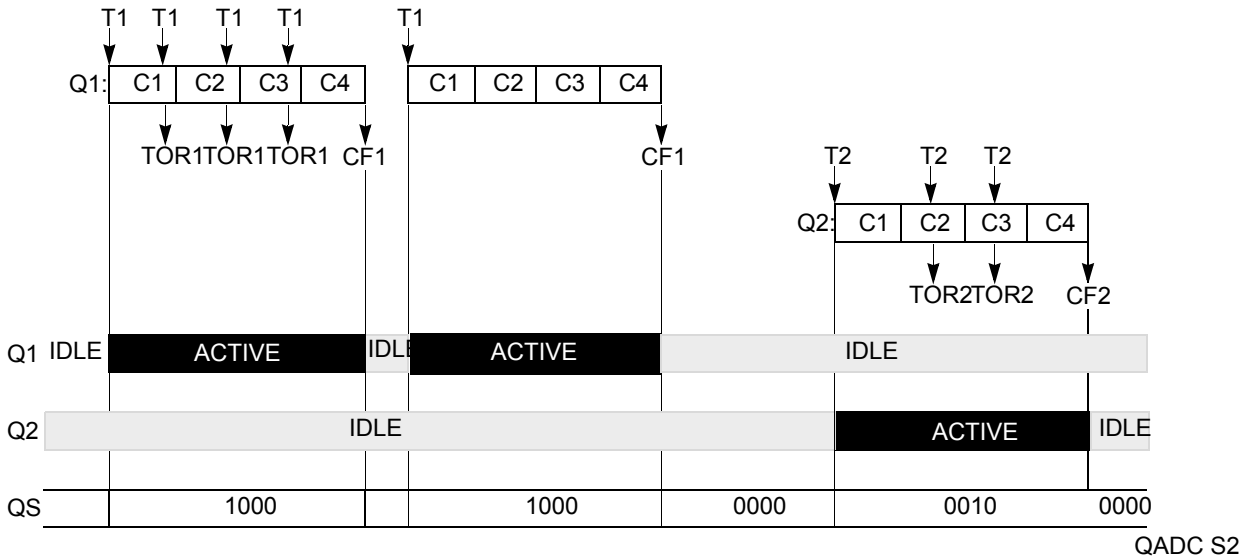 T1 T1 T1 T1 T1
Q1: C1 C2 C3 C4 C1 C2 C3 C4
TOR1TOR1TOR1 CF1 CF1
T2 T2 T2
Q2: C1 C2 C3 C4
TOR2TOR2 CF2
Q1 IDLE ACTIVE IDLE ACTIVE IDLE
Q2 IDLE ACTIVE IDLE
QS 1000 1000 0000 0010 0000
QADC S2